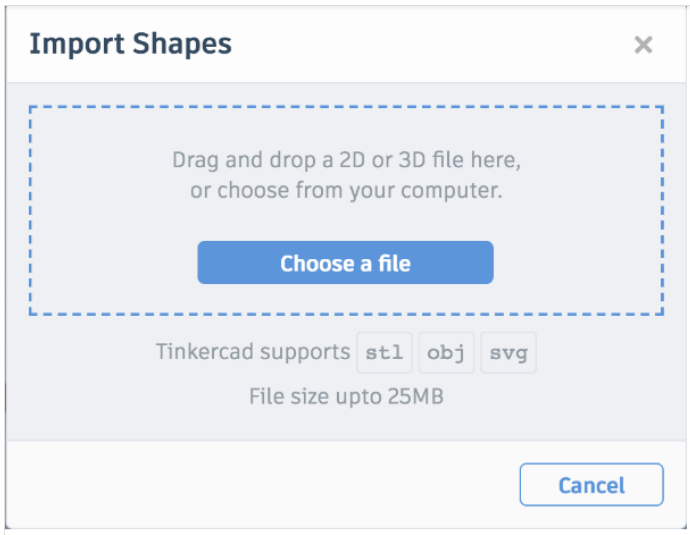 Import Shapes
Drag and drop a 2D or 3D file here,
or choose from your computer.
Choose a file
Tinkercad supports stl obj svg
File size upto 25MB
Cancel